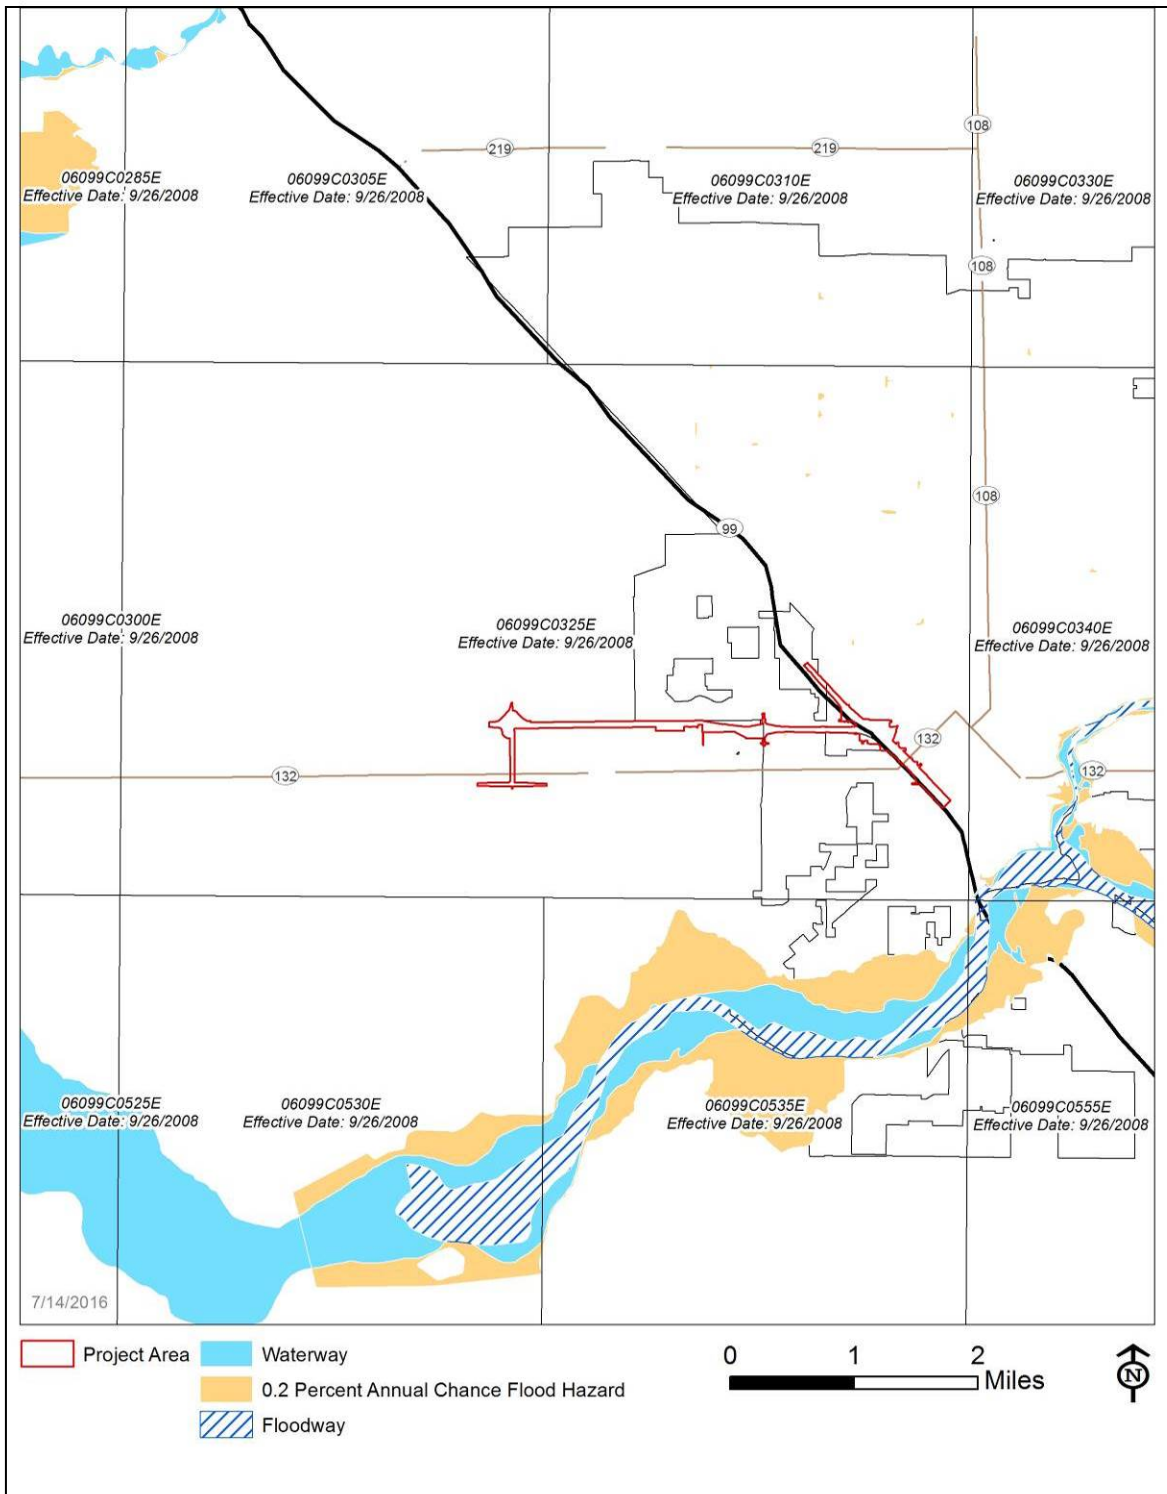 108
219
219
06099C0285E
Effective Date: 9/26/2008
06099C0305E
Effective Date: 9/26/2008
06099C0310E
Effective Date: 9/26/2008
06099C0330E
Effective Date: 9/26/2008
108
108
99
06099C0300E
Effective Date: 9/26/2008
06099C0325E
Effective Date: 9/26/2008
06099C0340E
Effective Date: 9/26/2008
132
132
132
06099C0525E
Effective Date: 9/26/2008
06099C0530E
Effective Date: 9/26/2008
06099C0535E
Effective Date: 9/26/2008
06099C0555E
Effective Date: 9/26/2008
7/14/2016
Project Area
Waterway
0.2 Percent Annual Chance Flood Hazard
Floodway
0 1 2
Miles
N